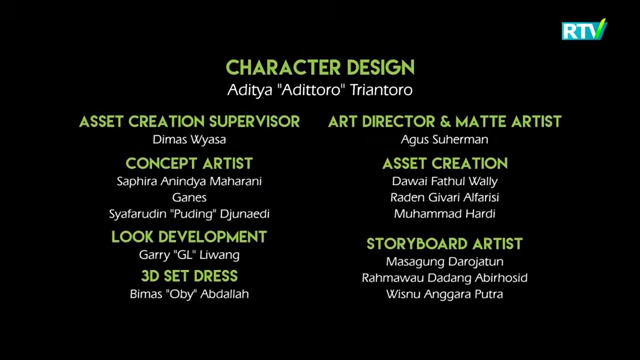 RTV
CHARACTER DESIGN
Aditya "Adittoro" Triantoro
ASSET CREATION SUPERVISOR
Dimas Wyasa
CONCEPT ARTIST
Saphira Anindya Maharani
Ganes
Syafarudin "Puding" Djunaedi
LOOK DEVELOPMENT
Garry "GL" Liwang
3D SET DRESS
Bimas "Oby" Abdallah
ART DIRECTOR & MATTE ARTIST
Agus Suherman
ASSET CREATION
Dawai Fathul Wally
Raden Givari Alfarisi
Muhammad Hardi
STORYBOARD ARTIST
Masagung Darojatun
Rahmawau Dadang Abirhosid
Wisnu Anggara Putra